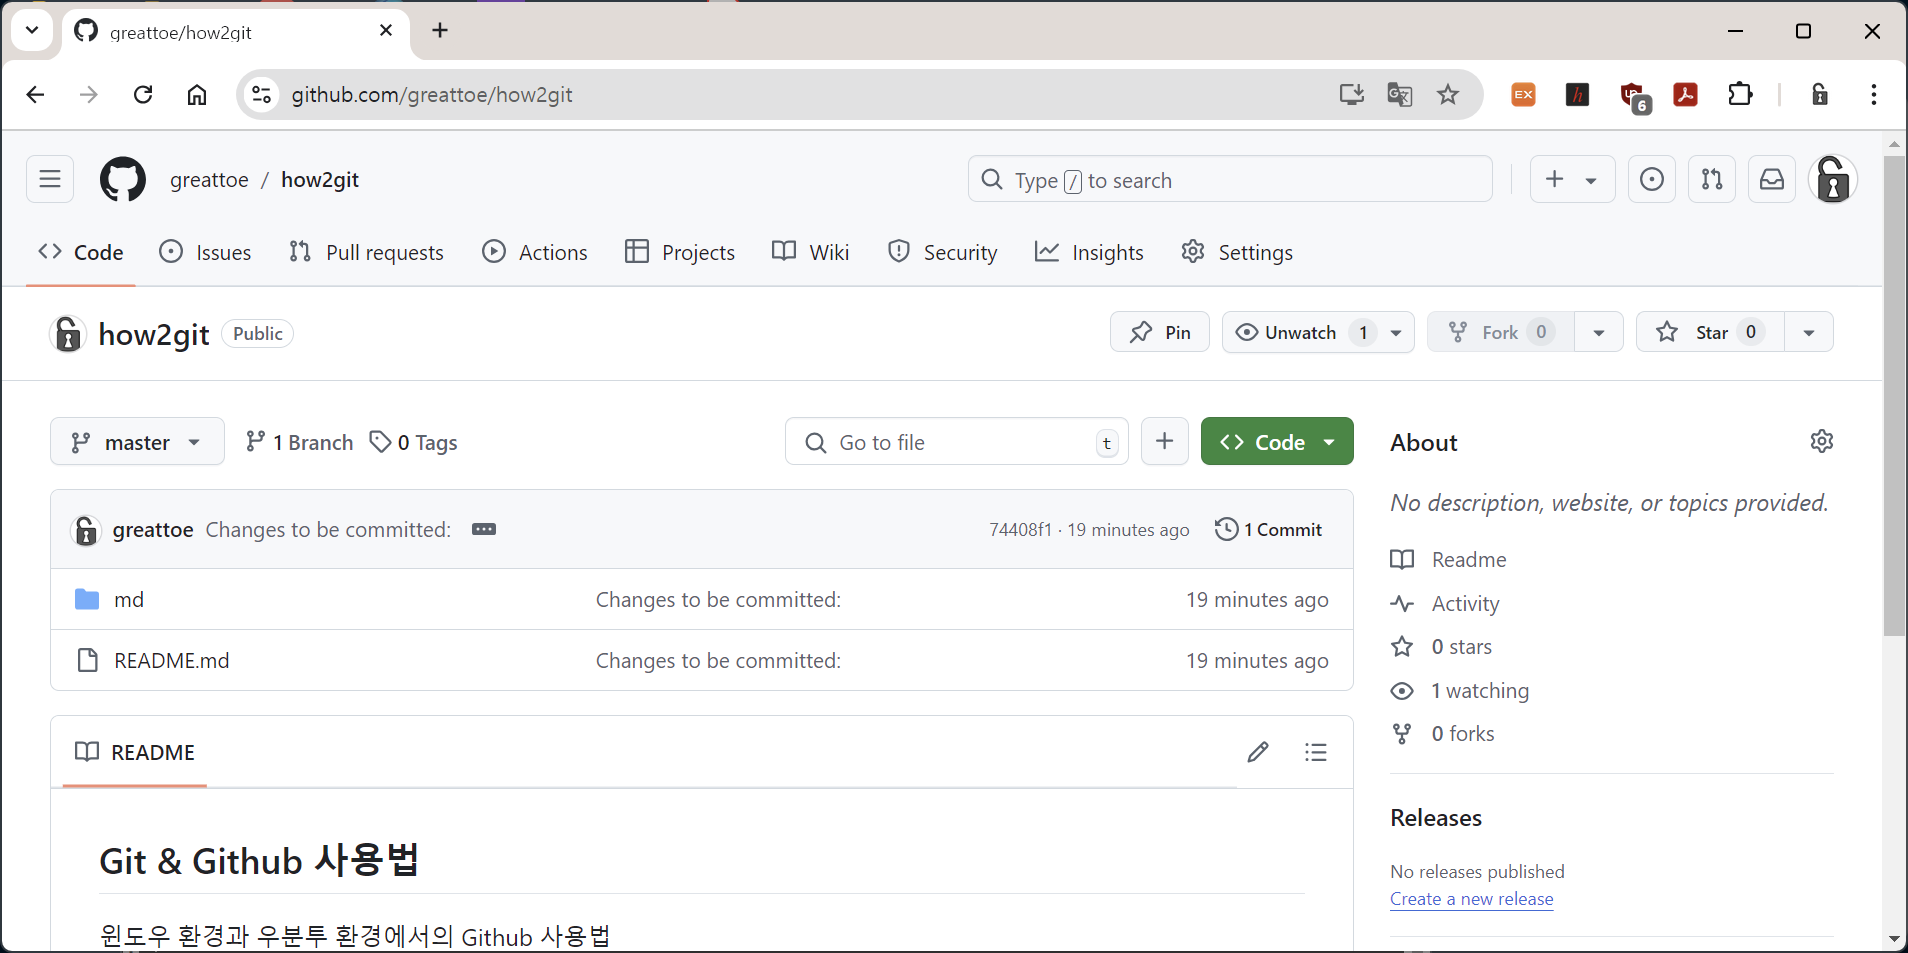 greattoe/how2git
github.com/greattoe/how2git
EX
h
6
greattoe / how2git
Type / to search
Code
Issues
Pull requests
Actions
Projects
Wiki
Security
Insights
Settings
how2git Public
Pin
Unwatch 1
Fork 0
Star 0
master
1 Branch
0 Tags
Go to file t
Code
greattoe Changes to be committed:
74408f1 · 19 minutes ago
1 Commit
md Changes to be committed: 19 minutes ago
README.md Changes to be committed: 19 minutes ago
README
Git & Github 사용법
윈도우 환경과 우분투 환경에서의 Github 사용법
About
No description, website, or topics provided.
Readme
Activity
0 stars
1 watching
0 forks
Releases
No releases published
Create a new release